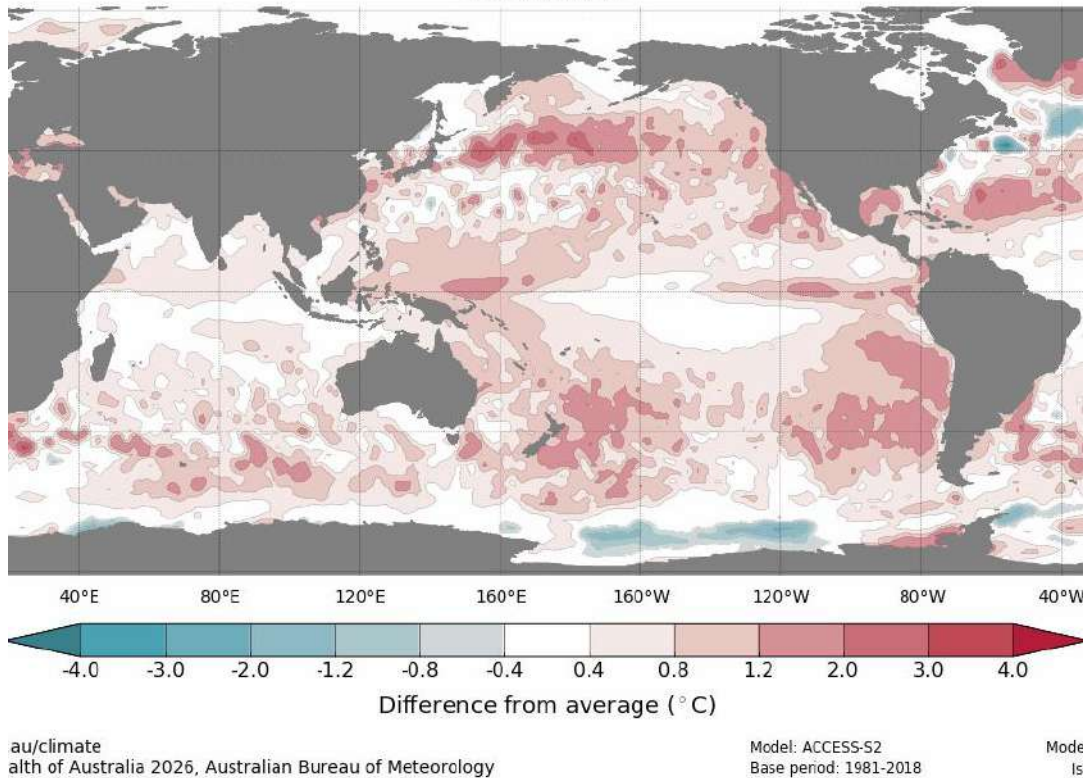 40°E 80°E 120°E 160°E 160°W 120°W 80°W 40°W
-4.0 -3.0 -2.0 -1.2 -0.8 -0.4 0.4 0.8 1.2 2.0 3.0 4.0
Difference from average (°C)
au/climate
alth of Australia 2026, Australian Bureau of Meteorology
Model: ACCESS-S2
Base period: 1981-2018
Mode
Is